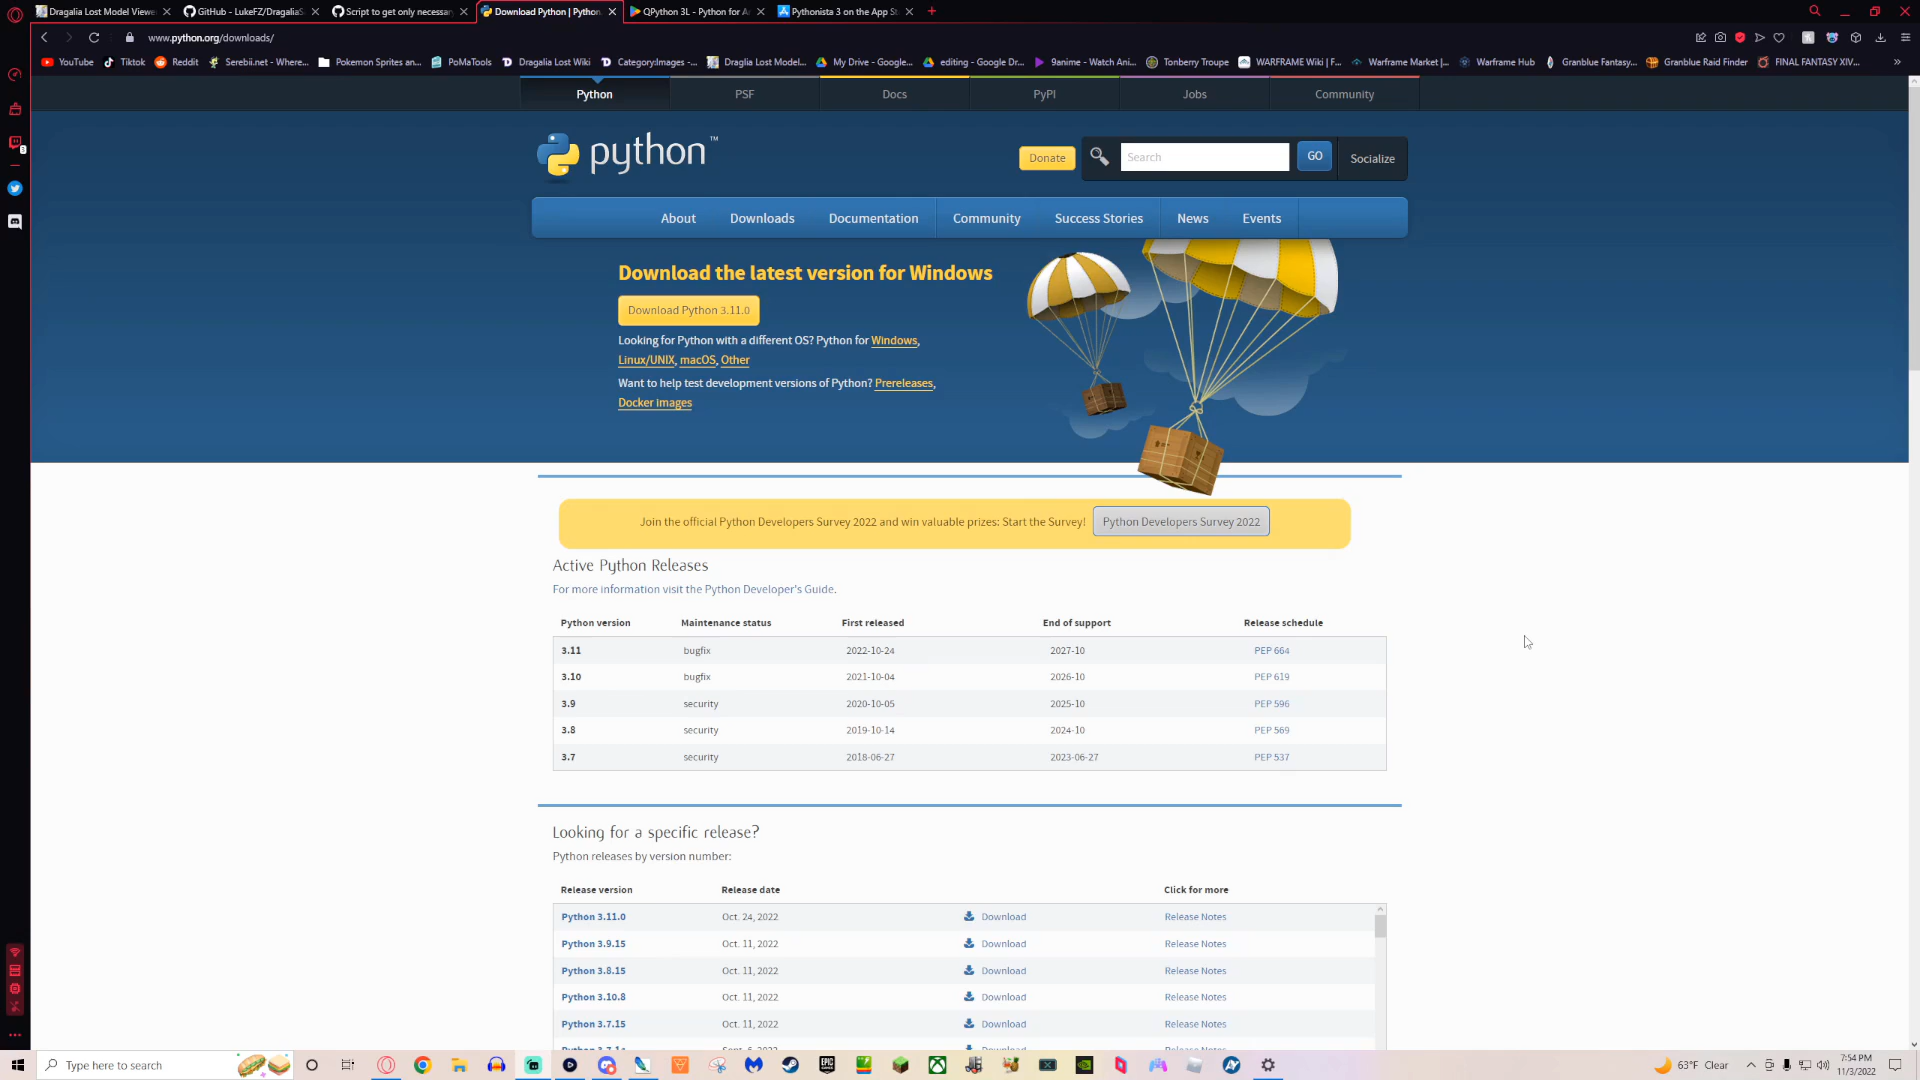 Dragalia Lost Model Viewe
GitHub - LukeFZ/DragaliaS
Script to get only necessar
Download Python | Python.
QPython 3L - Python for A
Pythonista 3 on the App St
www.python.org/downloads/
YouTube
Tiktok
Reddit
Serebii.net - Where...
Pokemon Sprites an...
PoMaTools
Dragalia Lost Wiki
Category:Images -...
Draglia Lost Model...
My Drive - Google...
editing - Google Dr...
9anime - Watch Ani...
Tonberry Troupe
WARFRAME Wiki | F...
Warframe Market |...
Warframe Hub
Granblue Fantasy...
Granblue Raid Finder
FINAL FANTASY XIV...
Python
PSF
Docs
PyPI
Jobs
Community
python™
Donate
Search
GO
Socialize
About
Downloads
Documentation
Community
Success Stories
News
Events
Download the latest version for Windows
Download Python 3.11.0
Looking for Python with a different OS? Python for Windows,
Linux/UNIX, macOS, Other
Want to help test development versions of Python? Prereleases,
Docker images
Join the official Python Developers Survey 2022 and win valuable prizes: Start the Survey!
Python Developers Survey 2022
Active Python Releases
For more information visit the Python Developer's Guide.
Python version Maintenance status First released End of support Release schedule
3.11 bugfix 2022-10-24 2027-10 PEP 664
3.10 bugfix 2021-10-04 2026-10 PEP 619
3.9 security 2020-10-05 2025-10 PEP 596
3.8 security 2019-10-14 2024-10 PEP 569
3.7 security 2018-06-27 2023-06-27 PEP 537
Looking for a specific release?
Python releases by version number:
Release version Release date Click for more
Python 3.11.0 Oct. 24, 2022 Download Release Notes
Python 3.9.15 Oct. 11, 2022 Download Release Notes
Python 3.8.15 Oct. 11, 2022 Download Release Notes
Python 3.10.8 Oct. 11, 2022 Download Release Notes
Python 3.7.15 Oct. 11, 2022 Download Release Notes
Type here to search
63°F Clear
7:54 PM
11/3/2022